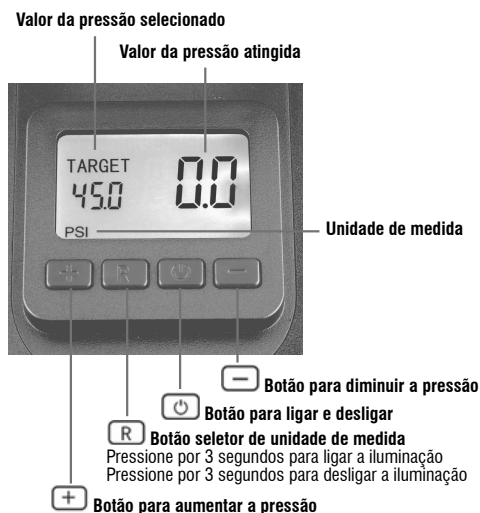 Valor da pressão selecionado
Valor da pressão atingida
TARGET
45.0
0.0
PSI
Unidade de medida
+ R −
− Botão para diminuir a pressão
Botão para ligar e desligar
R Botão seletor de unidade de medida
Pressione por 3 segundos para ligar a iluminação
Pressione por 3 segundos para desligar a iluminação
+ Botão para aumentar a pressão